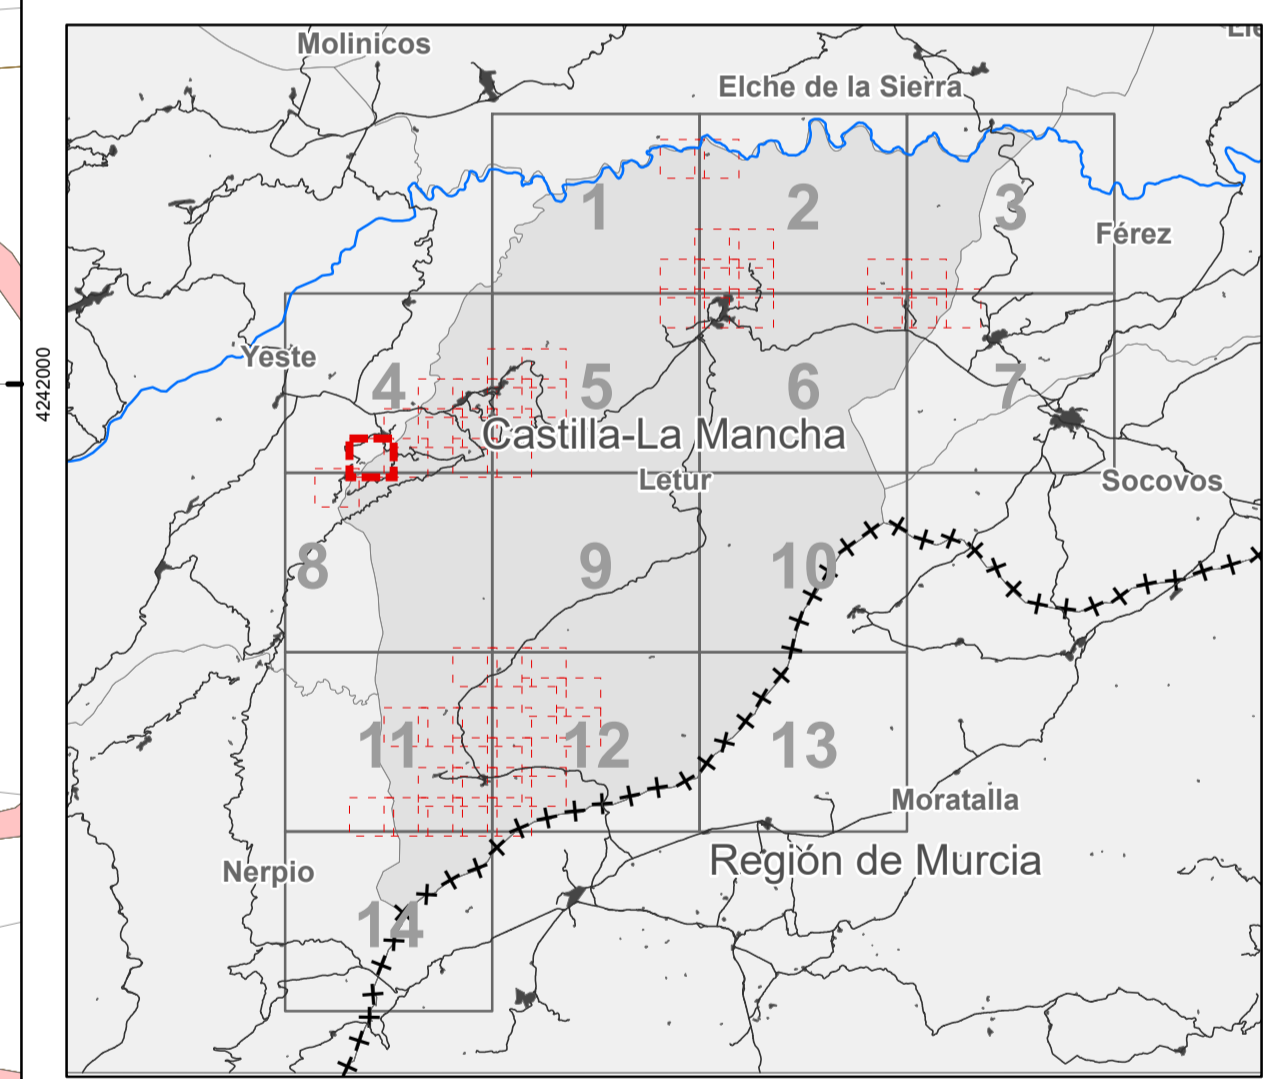 Molinicos
Elche de la Sierra
1
2
3
Férez
4242000
Yeste
4
5
6
7
Castilla-La Mancha
Letur
Socovos
8
9
10
11
12
13
Moratalla
Nerpio
Región de Murcia
14